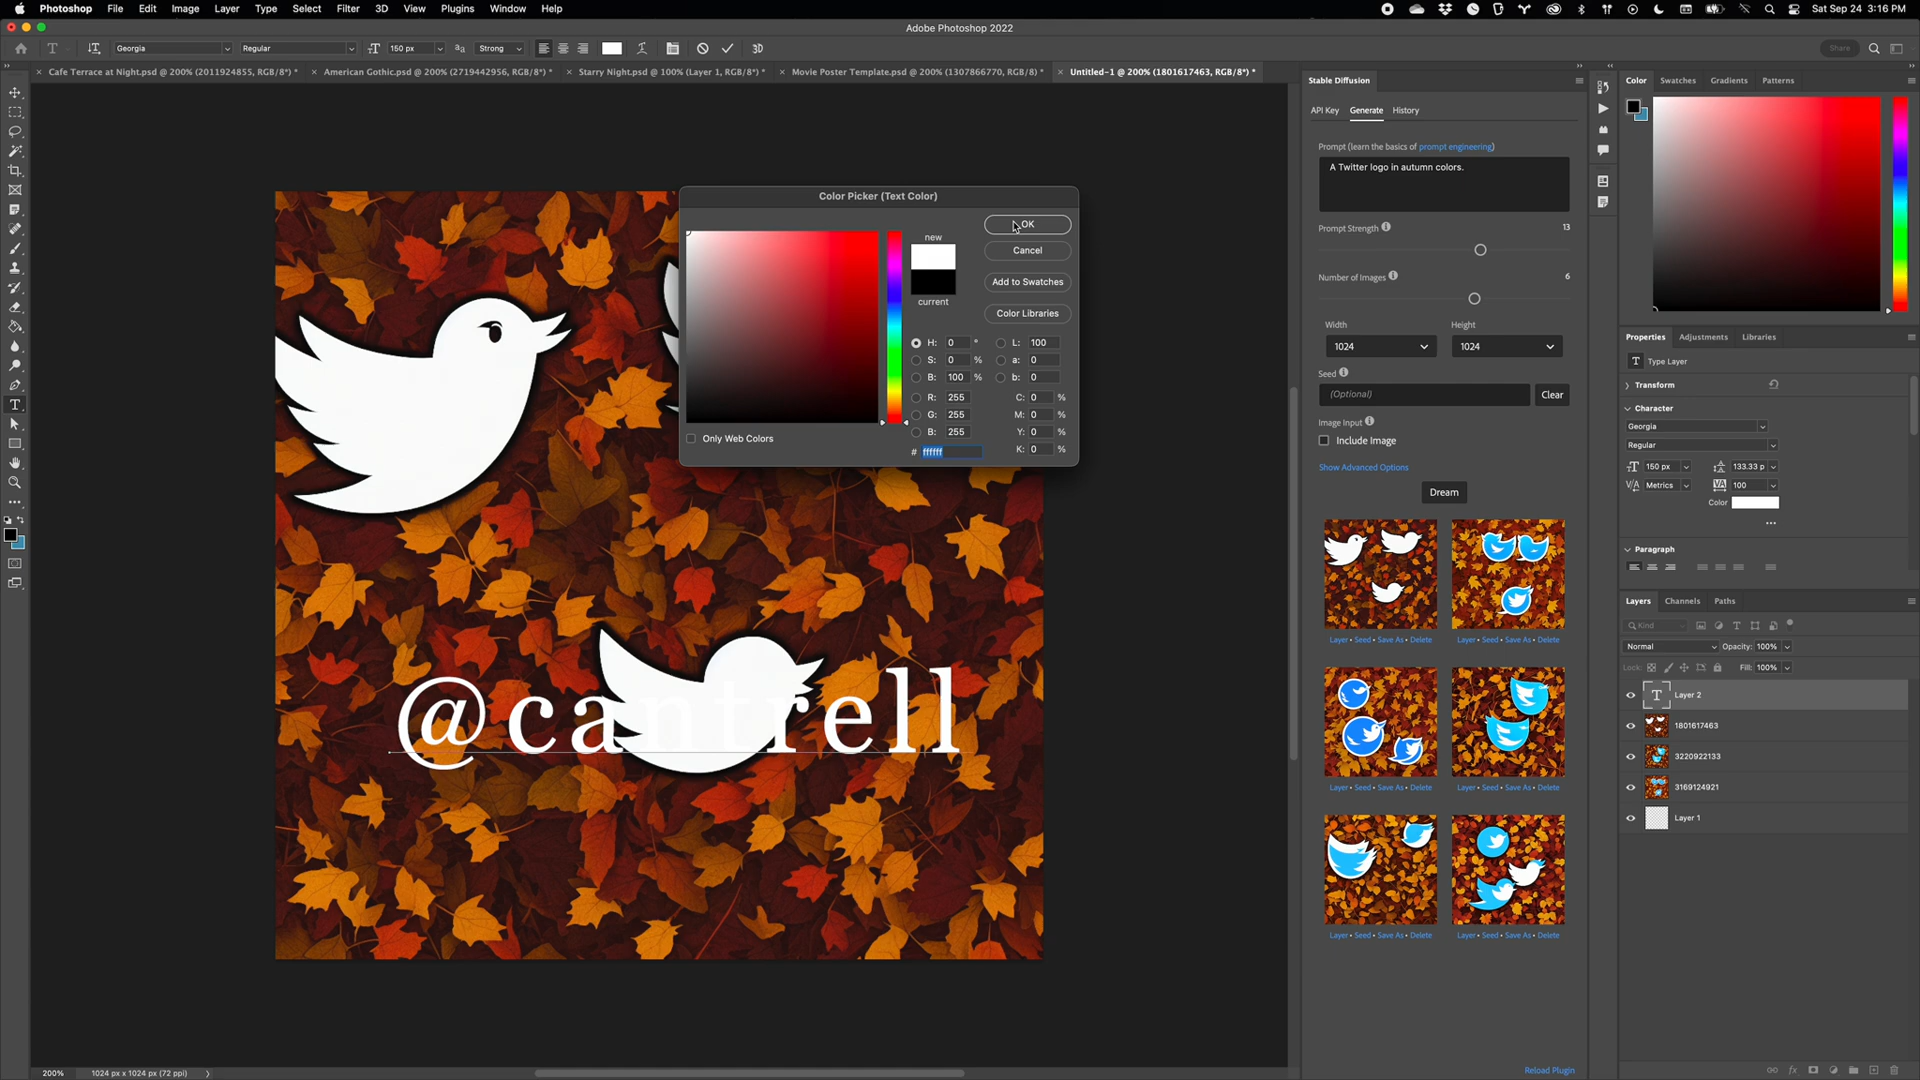 Photoshop File Edit Image Layer Type Select Filter 3D View Plugins Window Help
Sat Sep 24 3:16 PM
Adobe Photoshop 2022
Georgia Regular 150 px Strong 3D Share
Cafe Terrace at Night.psd @ 200% (2011924855, RGB/8*) *
American Gothic.psd @ 200% (2719442956, RGB/8*) *
Starry Night.psd @ 100% (Layer 1, RGB/8*) *
Movie Poster Template.psd @ 200% (1307866770, RGB/8) *
Untitled-1 @ 200% (1801617463, RGB/8*) *
Color Picker (Text Color)
new
current
OK
Cancel
Add to Swatches
Color Libraries
H: 0 °
S: 0 %
B: 100 %
R: 255
G: 255
B: 255
# ffffff
L: 100
a: 0
b: 0
C: 0 %
M: 0 %
Y: 0 %
K: 0 %
Only Web Colors
@cantrell
200% 1024 px x 1024 px (72 ppi)
Stable Diffusion
API Key Generate History
Prompt (learn the basics of prompt engineering)
A Twitter logo in autumn colors.
Prompt Strength 13
Number of Images 6
Width Height
1024 1024
Seed
(Optional) Clear
Image Input
Include Image
Show Advanced Options
Dream
Layer • Seed • Save As • Delete Layer • Seed • Save As • Delete
Layer • Seed • Save As • Delete Layer • Seed • Save As • Delete
Layer • Seed • Save As • Delete Layer • Seed • Save As • Delete
Reload Plugin
Color Swatches Gradients Patterns
Properties Adjustments Libraries
Type Layer
Transform
Character
Georgia
Regular
150 px 133.33 p
Metrics 100
Color
Paragraph
Layers Channels Paths
Kind
Normal Opacity: 100%
Lock: Fill: 100%
Layer 2
1801617463
3220922133
3169124921
Layer 1